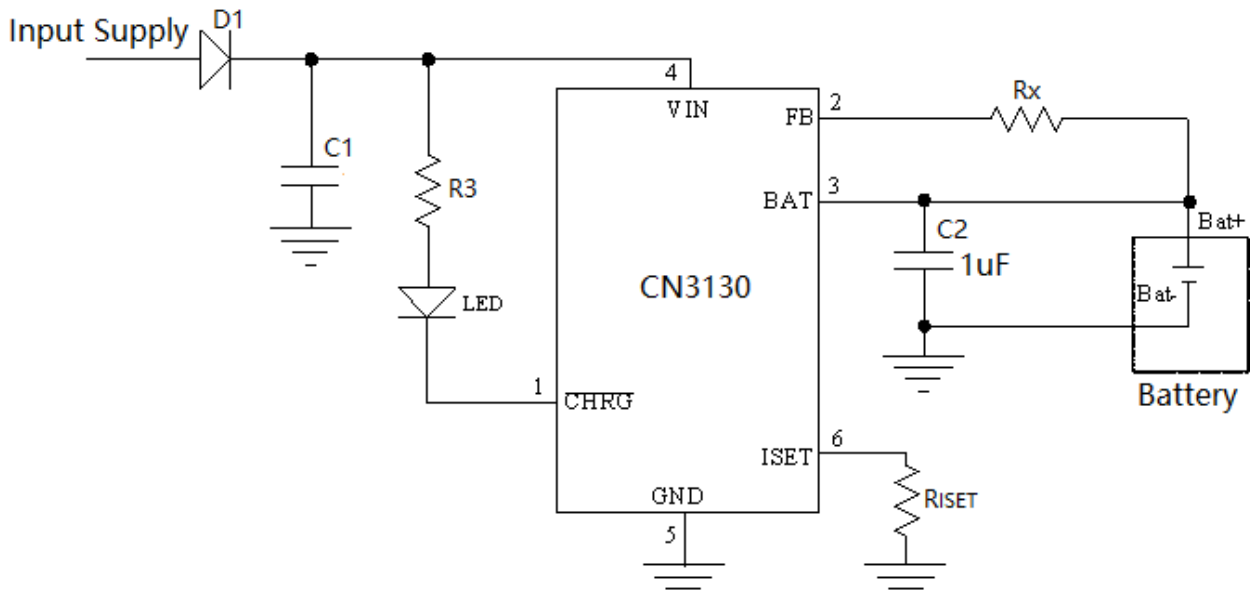 D1
Input Supply
4
VIN
C1
R3
LED
1
CHRG
CN3130
FB
2
Rx
BAT
3
C2
1uF
Bat+
Bat-
Battery
ISET
6
RISET
GND
5